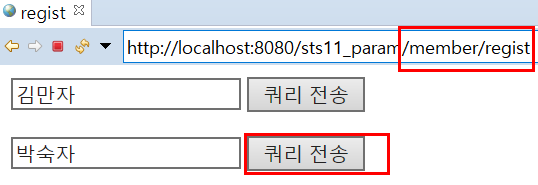 regist
http://localhost:8080/sts11_param/member/regist
김만자 쿼리 전송
박숙자 쿼리 전송